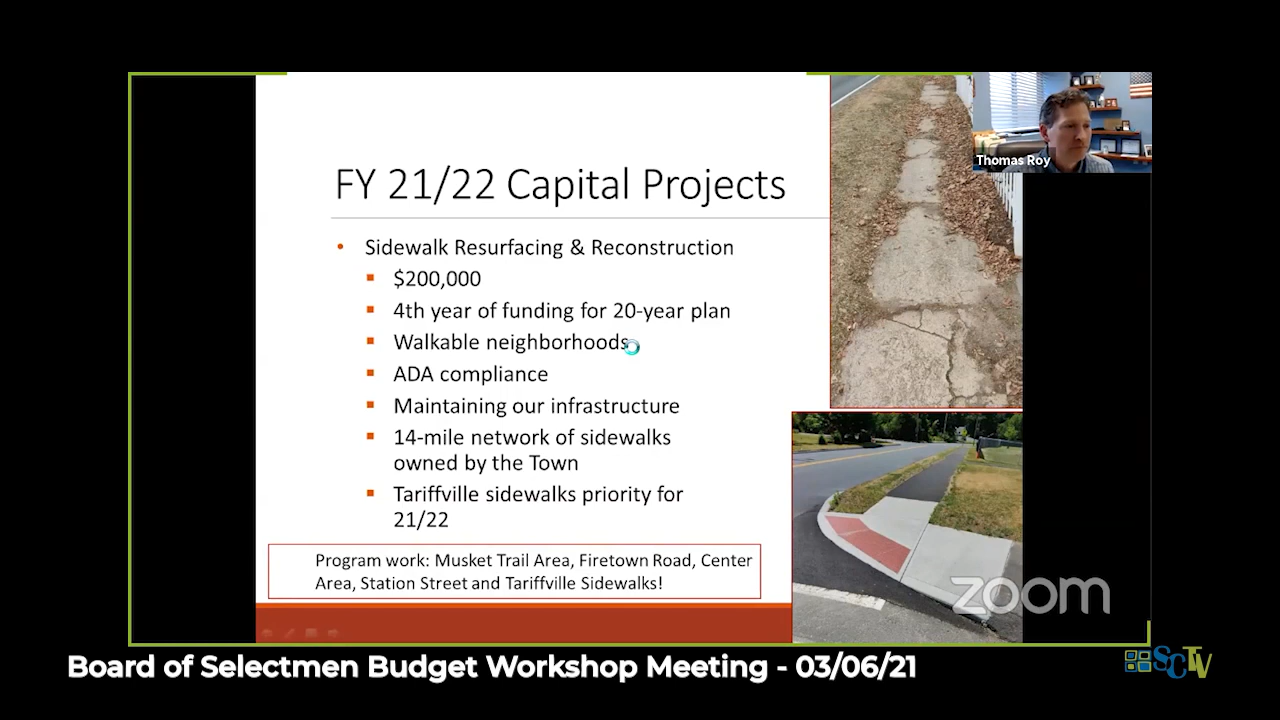 Thomas Roy
FY 21/22 Capital Projects
• Sidewalk Resurfacing & Reconstruction
▪ $200,000
▪ 4th year of funding for 20-year plan
▪ Walkable neighborhoods
▪ ADA compliance
▪ Maintaining our infrastructure
▪ 14-mile network of sidewalks
owned by the Town
▪ Tariffville sidewalks priority for
21/22
Program work: Musket Trail Area, Firetown Road, Center
Area, Station Street and Tariffville Sidewalks!
zoom
Board of Selectmen Budget Workshop Meeting - 03/06/21
SCTV